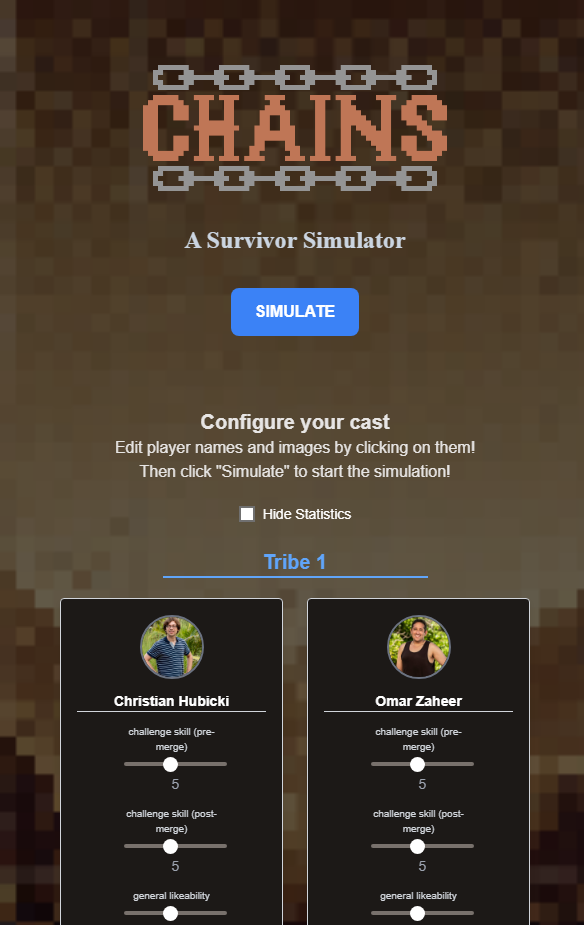 CHAINS
A Survivor Simulator
SIMULATE
Configure your cast
Edit player names and images by clicking on them!
Then click "Simulate" to start the simulation!
Hide Statistics
Tribe 1
Christian Hubicki
challenge skill (pre-
merge)
5
challenge skill (post-
merge)
5
general likeability
Omar Zaheer
challenge skill (pre-
merge)
5
challenge skill (post-
merge)
5
general likeability